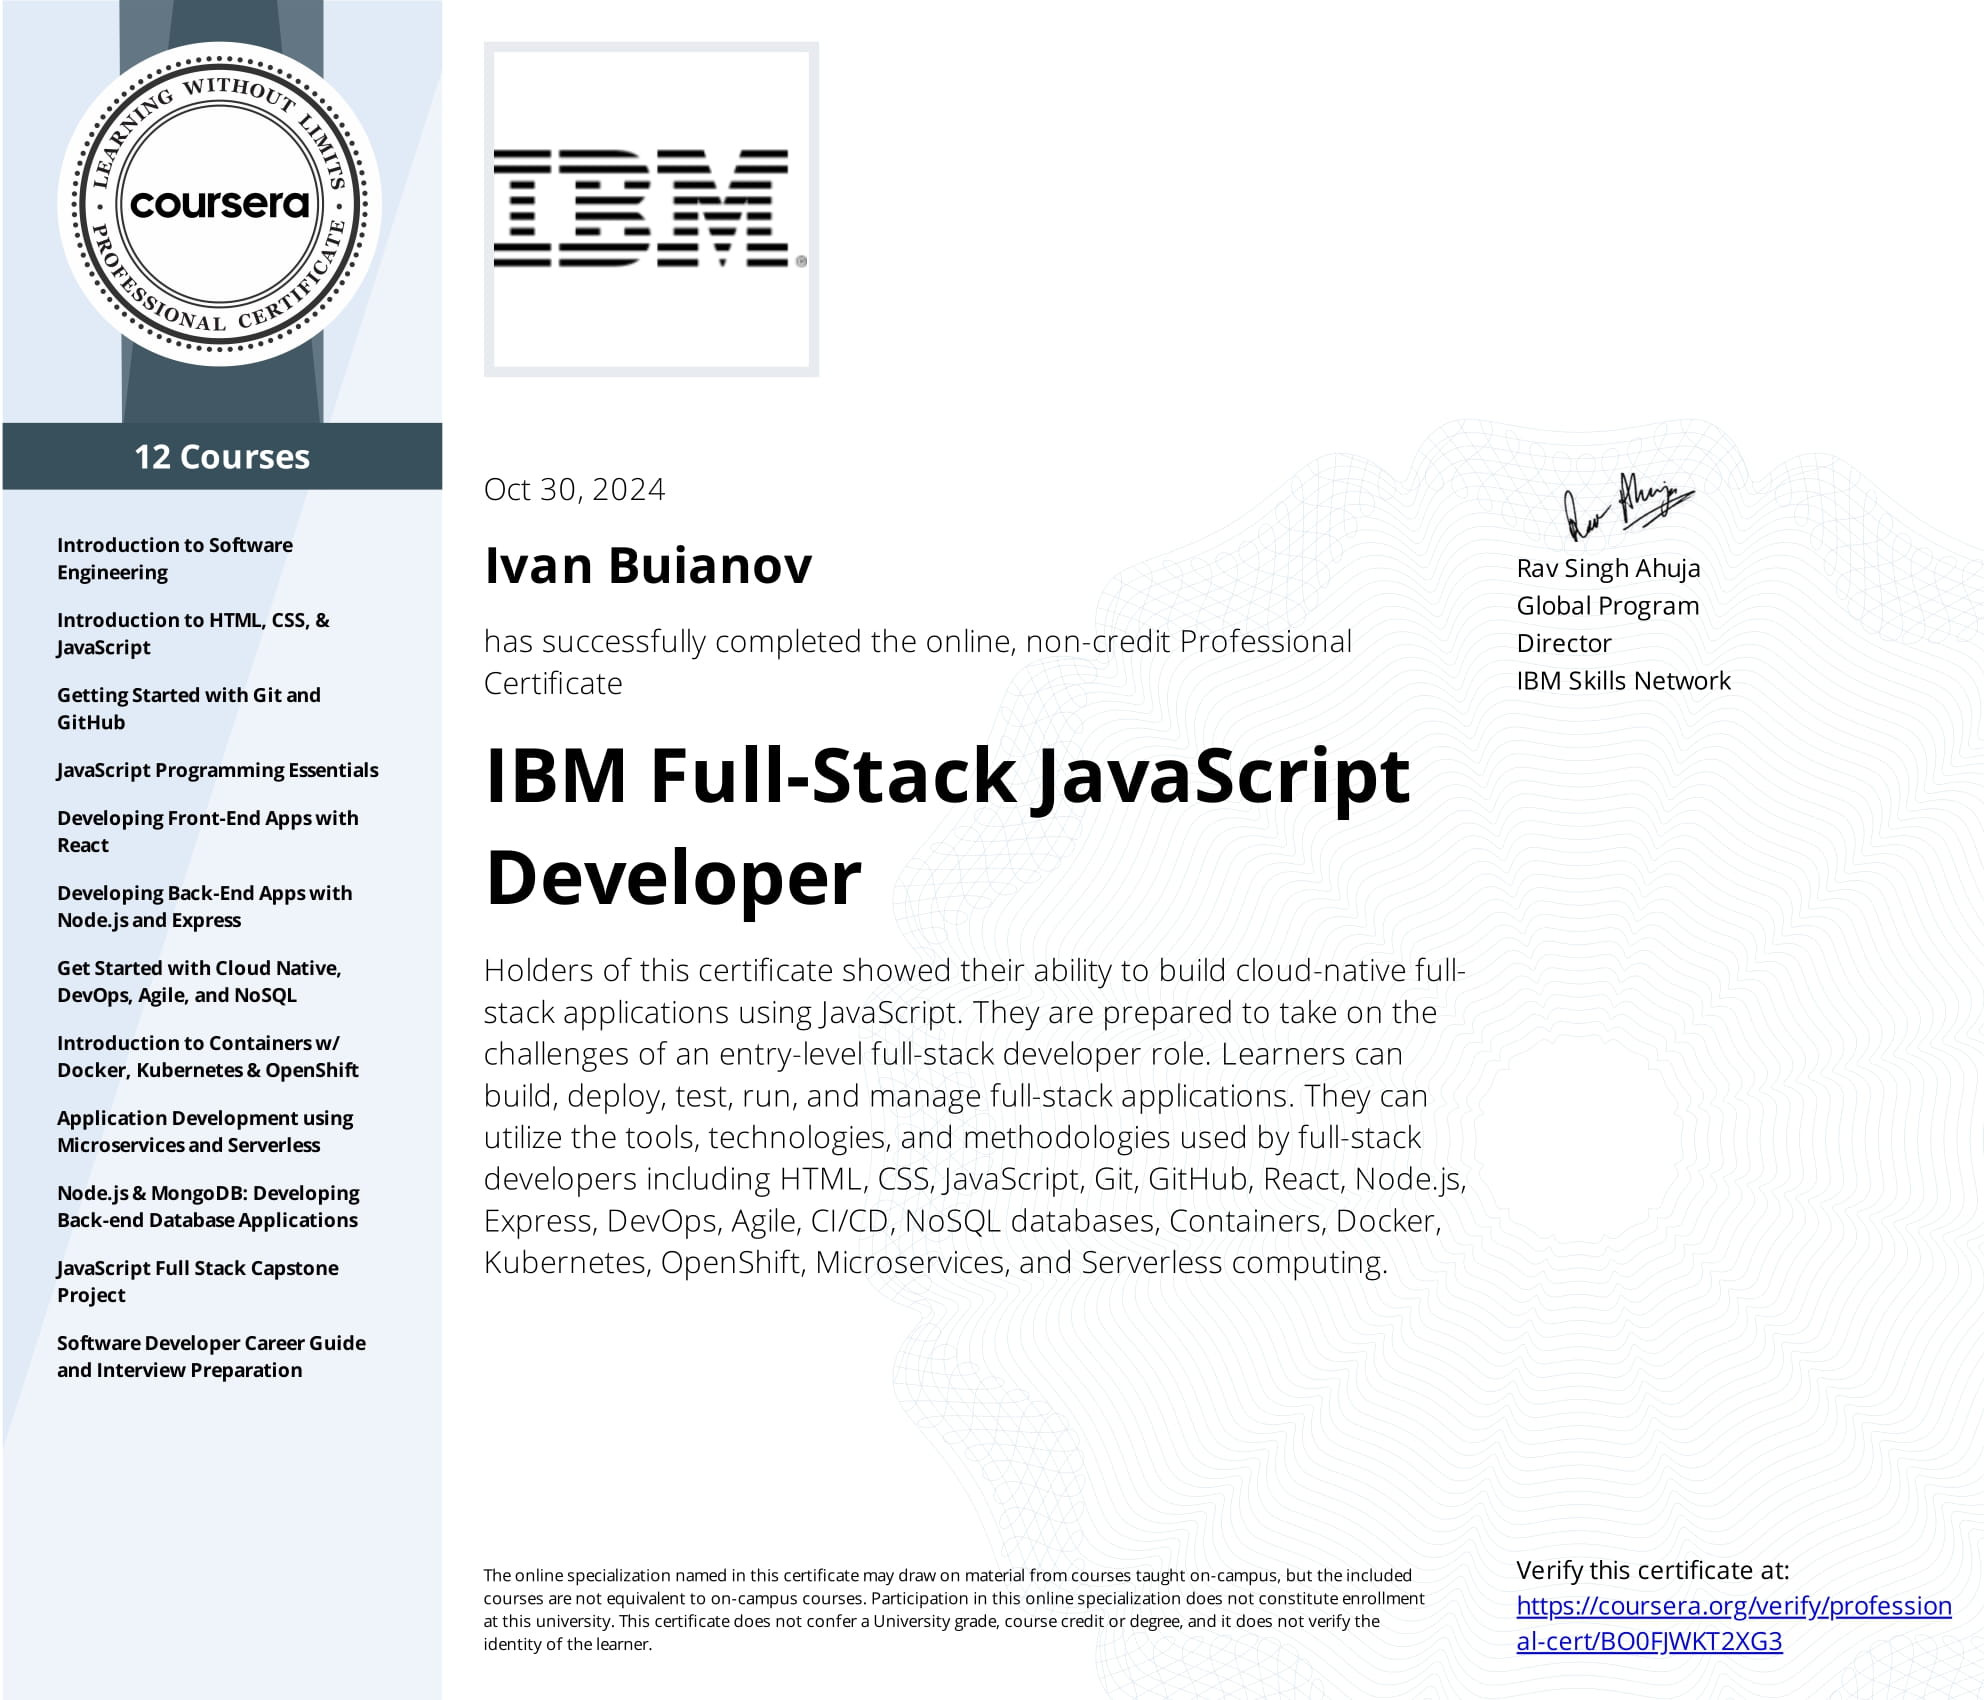 LEARNING WITHOUT LIMITS
coursera
PROFESSIONAL CERTIFICATE
12 Courses
Introduction to Software
Engineering
Introduction to HTML, CSS, &
JavaScript
Getting Started with Git and
GitHub
JavaScript Programming Essentials
Developing Front-End Apps with
React
Developing Back-End Apps with
Node.js and Express
Get Started with Cloud Native,
DevOps, Agile, and NoSQL
Introduction to Containers w/
Docker, Kubernetes & OpenShift
Application Development using
Microservices and Serverless
Node.js & MongoDB: Developing
Back-end Database Applications
JavaScript Full Stack Capstone
Project
Software Developer Career Guide
and Interview Preparation
IBM®
Oct 30, 2024
Ivan Buianov
has successfully completed the online, non-credit Professional
Certificate
IBM Full-Stack JavaScript
Developer
Holders of this certificate showed their ability to build cloud-native full-
stack applications using JavaScript. They are prepared to take on the
challenges of an entry-level full-stack developer role. Learners can
build, deploy, test, run, and manage full-stack applications. They can
utilize the tools, technologies, and methodologies used by full-stack
developers including HTML, CSS, JavaScript, Git, GitHub, React, Node.js,
Express, DevOps, Agile, CI/CD, NoSQL databases, Containers, Docker,
Kubernetes, OpenShift, Microservices, and Serverless computing.
Rav Ahuja
Rav Singh Ahuja
Global Program
Director
IBM Skills Network
The online specialization named in this certificate may draw on material from courses taught on-campus, but the included
courses are not equivalent to on-campus courses. Participation in this online specialization does not constitute enrollment
at this university. This certificate does not confer a University grade, course credit or degree, and it does not verify the
identity of the learner.
Verify this certificate at:
https://coursera.org/verify/profession
al-cert/BO0FJWKT2XG3